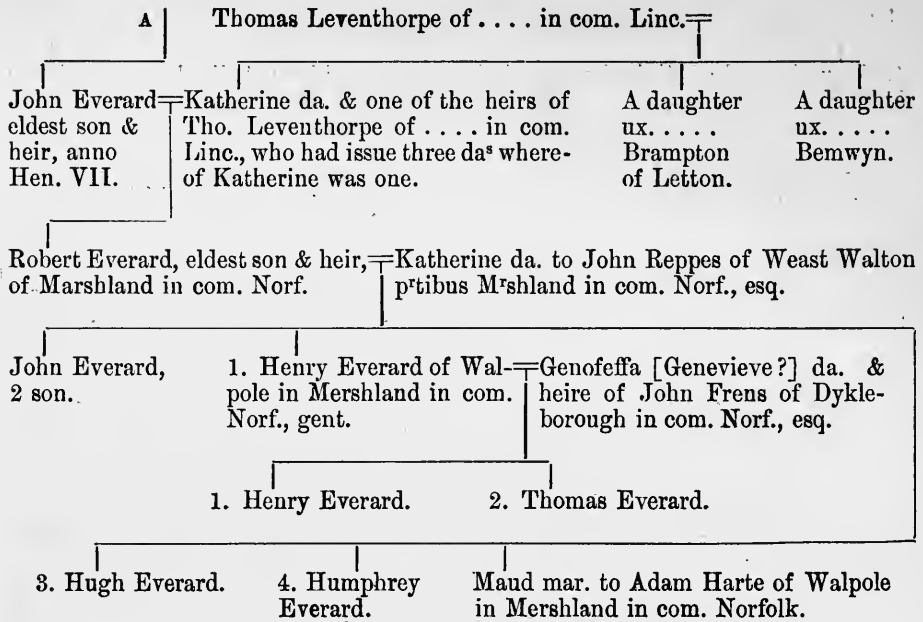 A Thomas Leventhorpe of . . . . in com. Linc.
John Everard
eldest son &
heir, anno
Hen. VII.
Katherine da. & one of the heirs of
Tho. Leventhorpe of . . . . in com.
Linc., who had issue three daˢ where-
of Katherine was one.
A daughter
ux. . . . .
Brampton
of Letton.
A daughter
ux. . . . .
Bemwyn.
Robert Everard, eldest son & heir,
of Marshland in com. Norf.
Katherine da. to John Reppes of Weast Walton
pʳtibus Mʳshland in com. Norf., esq.
John Everard,
2 son.
1. Henry Everard of Wal-
pole in Mershland in com.
Norf., gent.
Genofeffa [Genevieve?] da. &
heire of John Frens of Dykle-
borough in com. Norf., esq.
1. Henry Everard.
2. Thomas Everard.
3. Hugh Everard.
4. Humphrey
Everard.
Maud mar. to Adam Harte of Walpole
in Mershland in com. Norfolk.